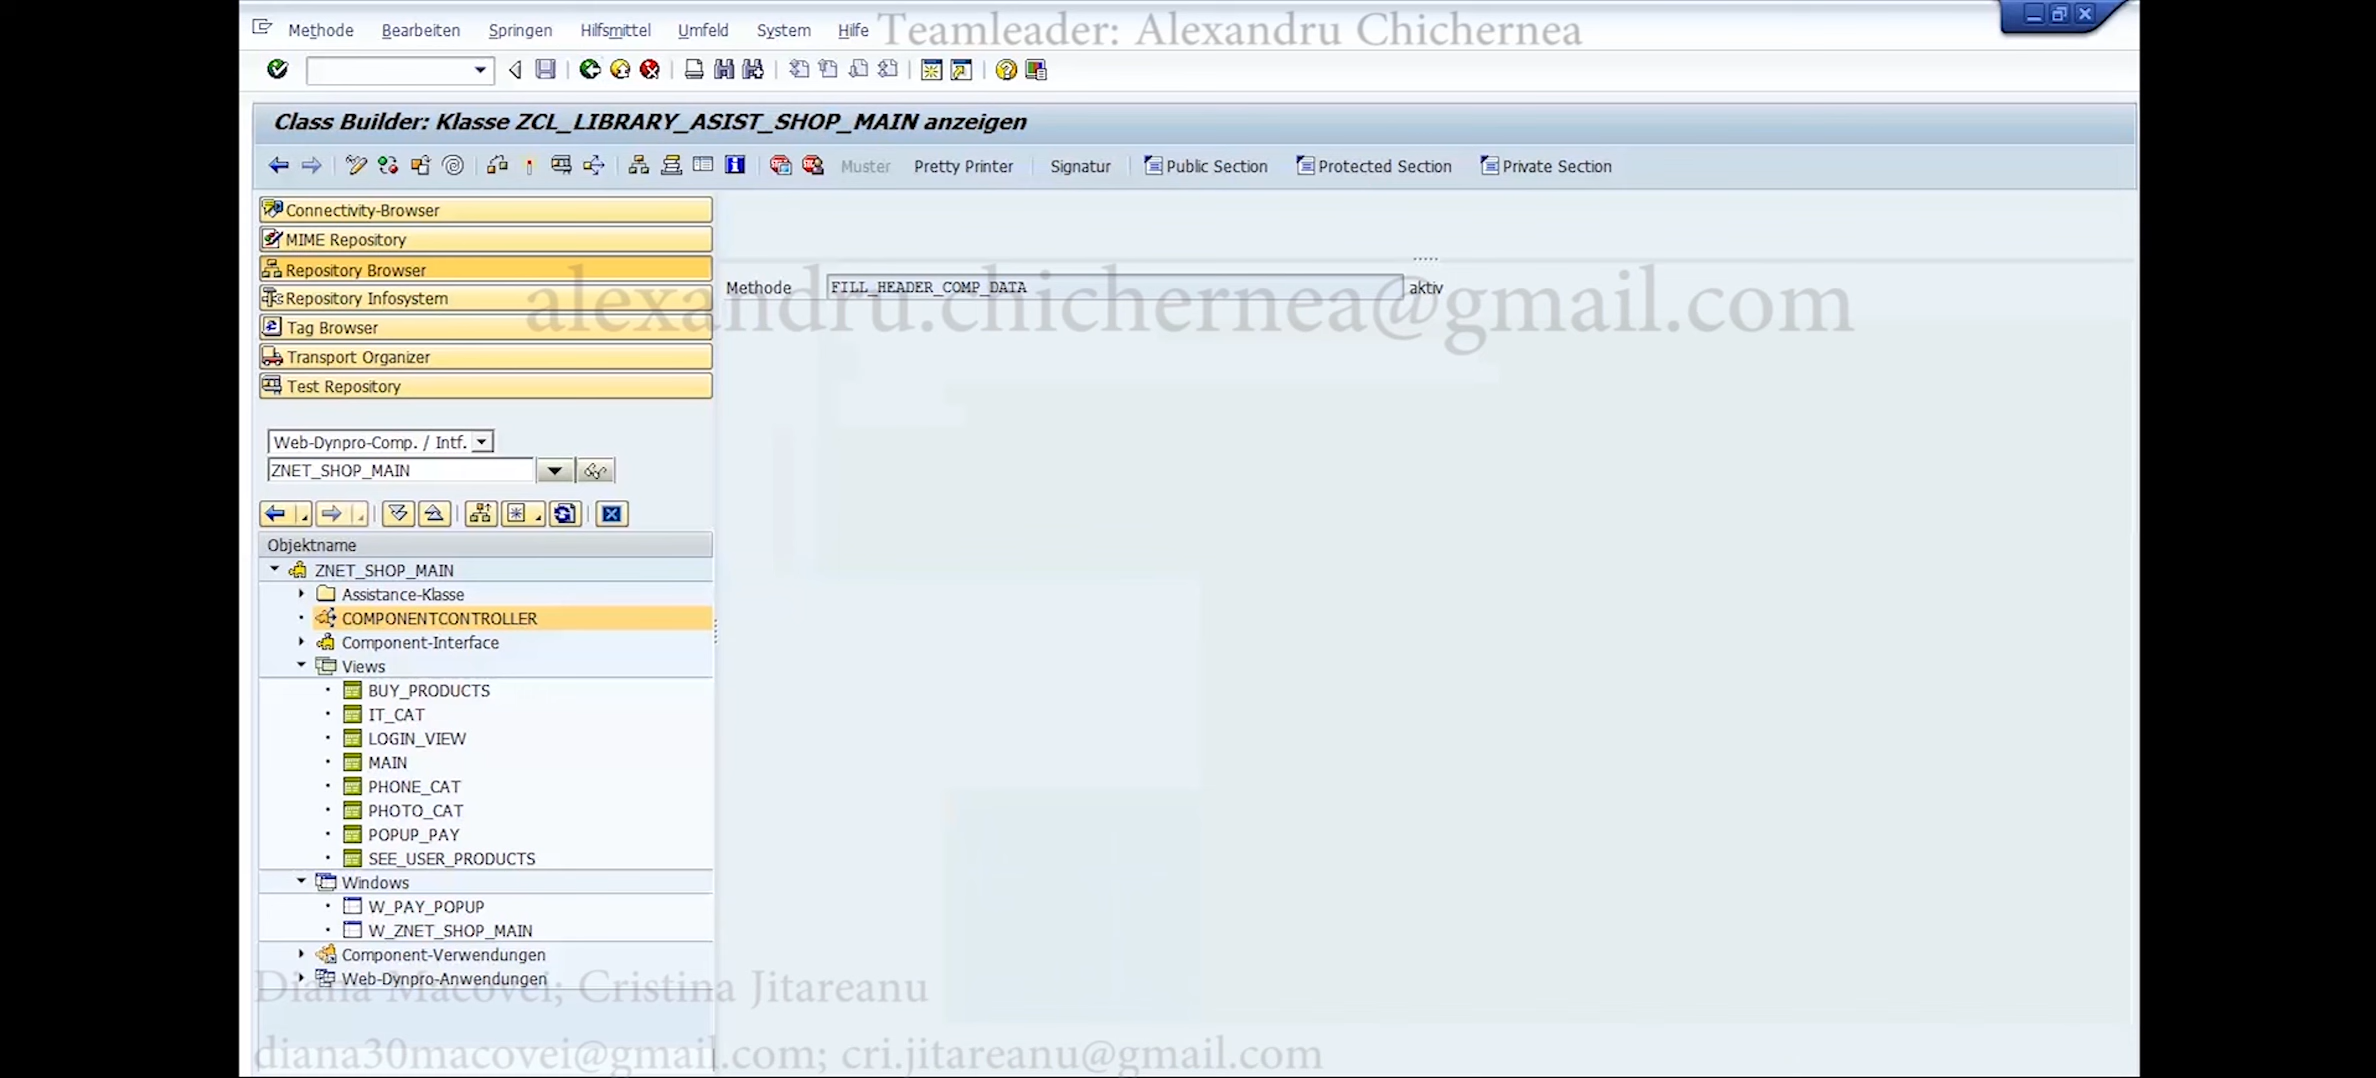 Methode Bearbeiten Springen Hilfsmittel Umfeld System Hilfe
Teamleader: Alexandru Chichernea
Class Builder: Klasse ZCL_LIBRARY_ASIST_SHOP_MAIN anzeigen
Muster Pretty Printer Signatur Public Section Protected Section Private Section
Connectivity-Browser
MIME Repository
Repository Browser
Repository Infosystem
Tag Browser
Transport Organizer
Test Repository
Methode FILL_HEADER_COMP_DATA aktiv
alexandru.chichernea@gmail.com
Web-Dynpro-Comp. / Intf.
ZNET_SHOP_MAIN
Objektname
ZNET_SHOP_MAIN
Assistance-Klasse
COMPONENTCONTROLLER
Component-Interface
Views
BUY_PRODUCTS
IT_CAT
LOGIN_VIEW
MAIN
PHONE_CAT
PHOTO_CAT
POPUP_PAY
SEE_USER_PRODUCTS
Windows
W_PAY_POPUP
W_ZNET_SHOP_MAIN
Component-Verwendungen
Web-Dynpro-Anwendungen
Diana Macovei; Cristina Jitareanu
diana30macovei@gmail.com; cri.jitareanu@gmail.com